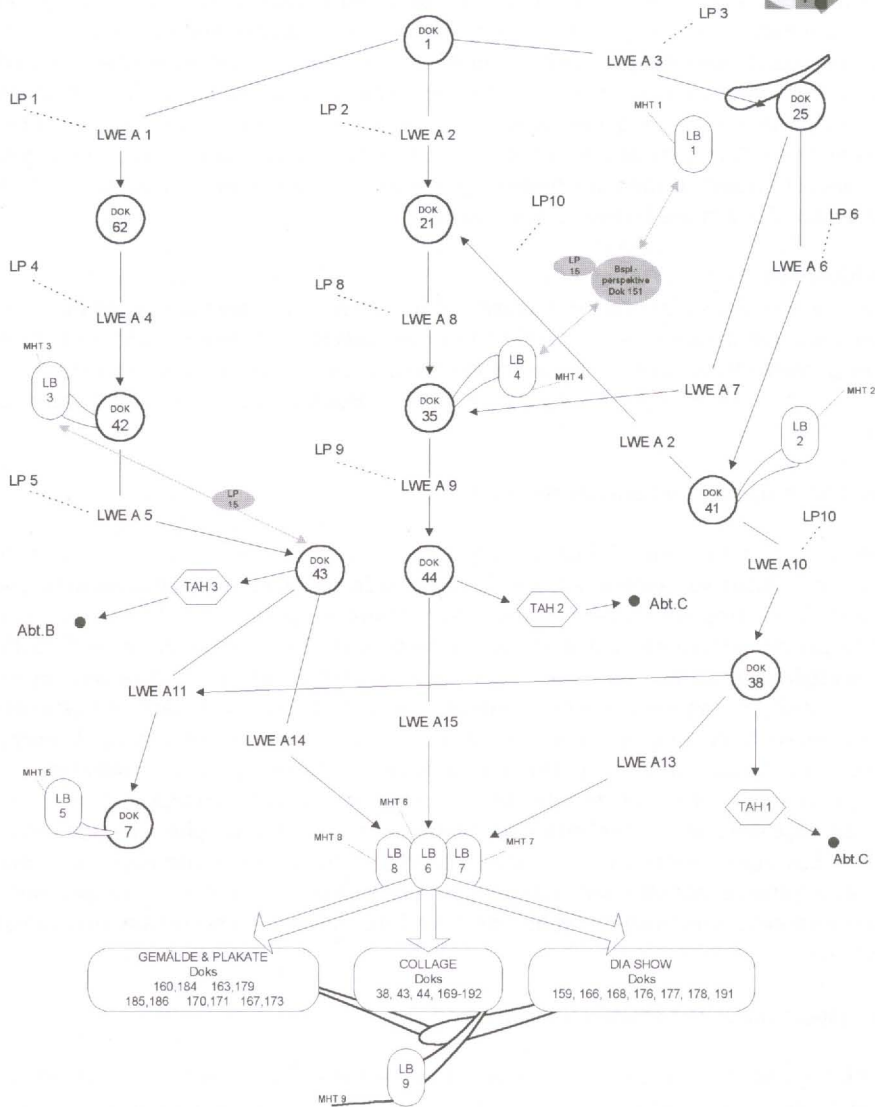 DOK
1
LP 3
LWE A 3
DOK
25
LP 1
LWE A 1
LP 2
LWE A 2
MHT 1
LB
1
DOK
62
DOK
21
LP10
LP 6
LWE A 6
LP
15
Bspl.-
perspektive
Dok 151
LP 4
LWE A 4
LP 8
LWE A 8
MHT 3
LB
3
DOK
42
DOK
35
LB
4
MHT 4
LWE A 7
MHT 2
LB
2
LWE A 2
DOK
41
LP 5
LWE A 5
LP
15
LP 9
LWE A 9
LP10
LWE A10
DOK
43
TAH 3
Abt.B
DOK
44
TAH 2
Abt.C
DOK
38
LWE A11
LWE A14
LWE A15
LWE A13
MHT 5
LB
5
DOK
7
TAH 1
Abt.C
MHT 8
MHT 6
MHT 7
LB
8
LB
6
LB
7
GEMÄLDE & PLAKATE
Doks
160,184 163,179
185,186 170,171 167,173
COLLAGE
Doks
38, 43, 44, 169-192
DIA SHOW
Doks
159, 166, 168, 176, 177, 178, 191
LB
9
MHT 9